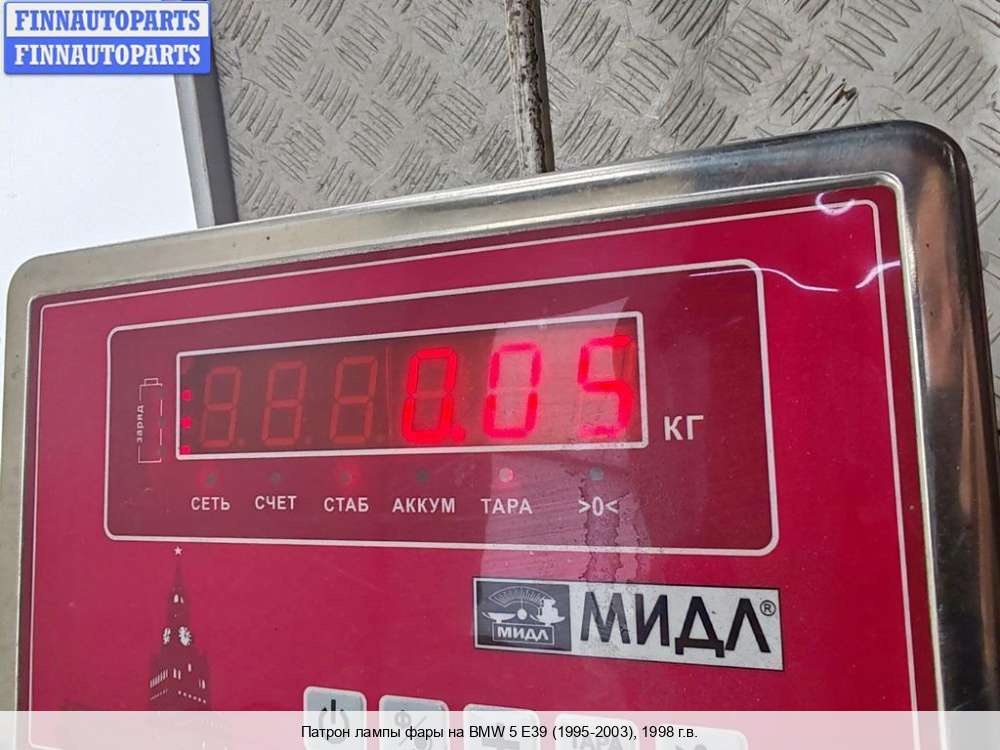 FINNAUTOPARTS
FINNAUTOPARTS
заряд
0.05 КГ
СЕТЬ СЧЕТ СТАБ АККУМ ТАРА >0<
МИДЛ МИДЛ®
ТАРА
Патрон лампы фары на BMW 5 E39 (1995-2003), 1998 г.в.